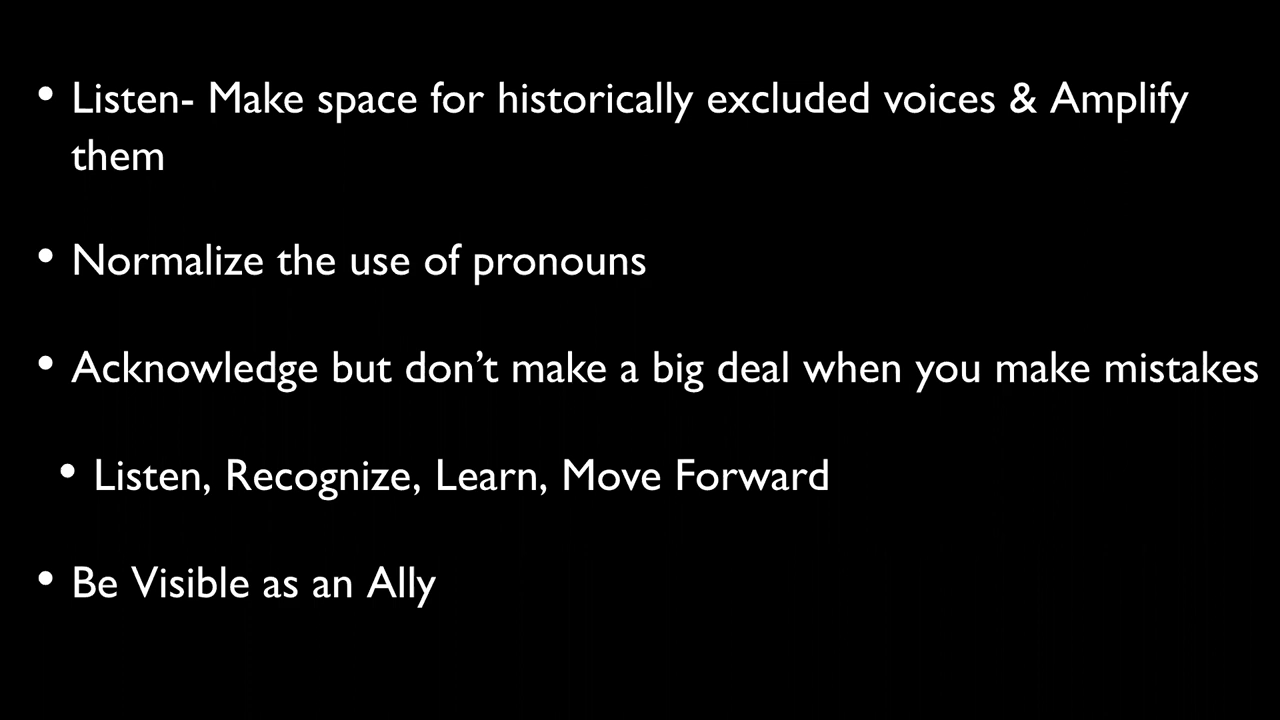 • Listen- Make space for historically excluded voices & Amplify
them
• Normalize the use of pronouns
• Acknowledge but don’t make a big deal when you make mistakes
• Listen, Recognize, Learn, Move Forward
• Be Visible as an Ally